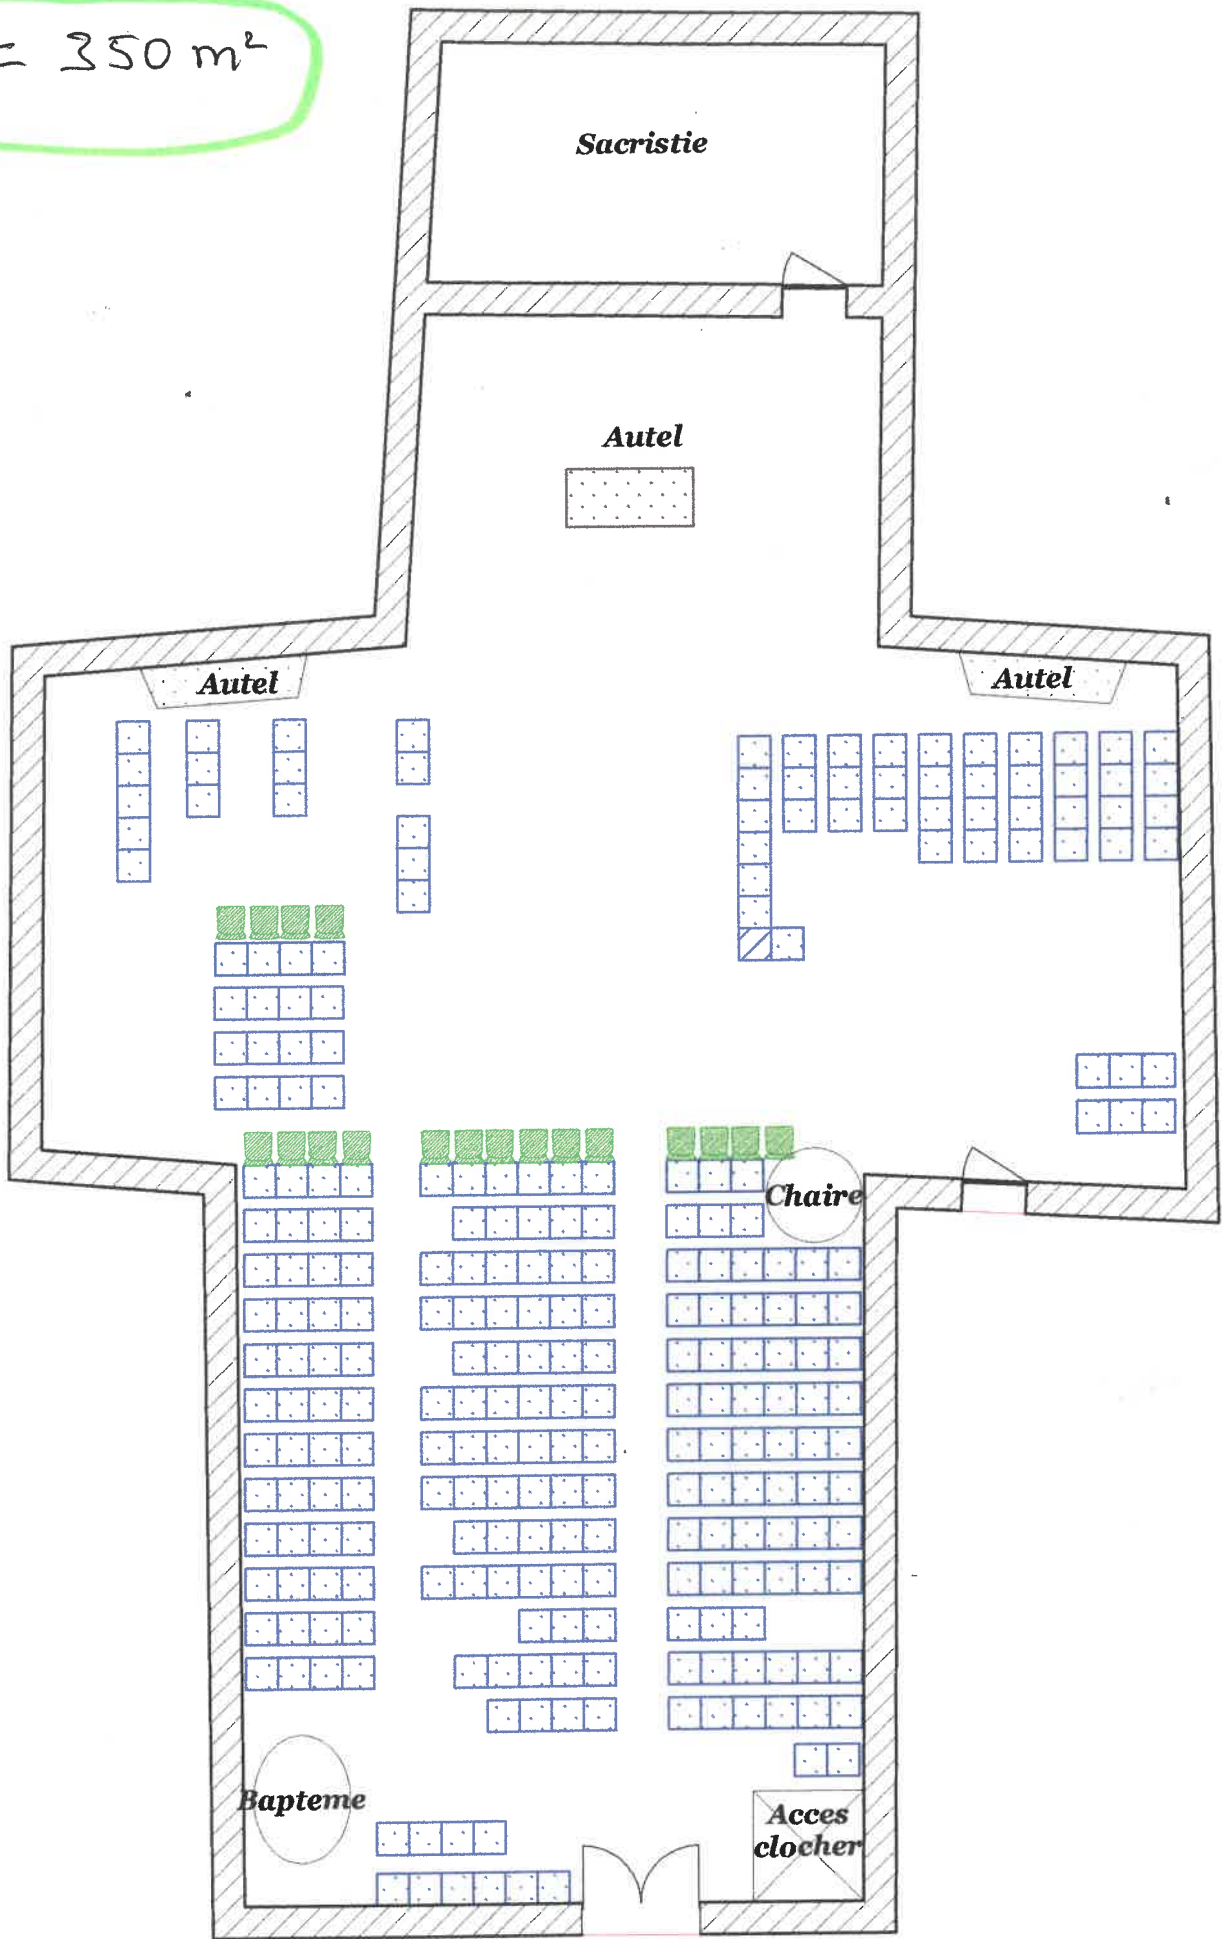 = 350 m²
Sacristie
Autel
Autel
Autel
Chaire
Bapteme
Acces
clocher